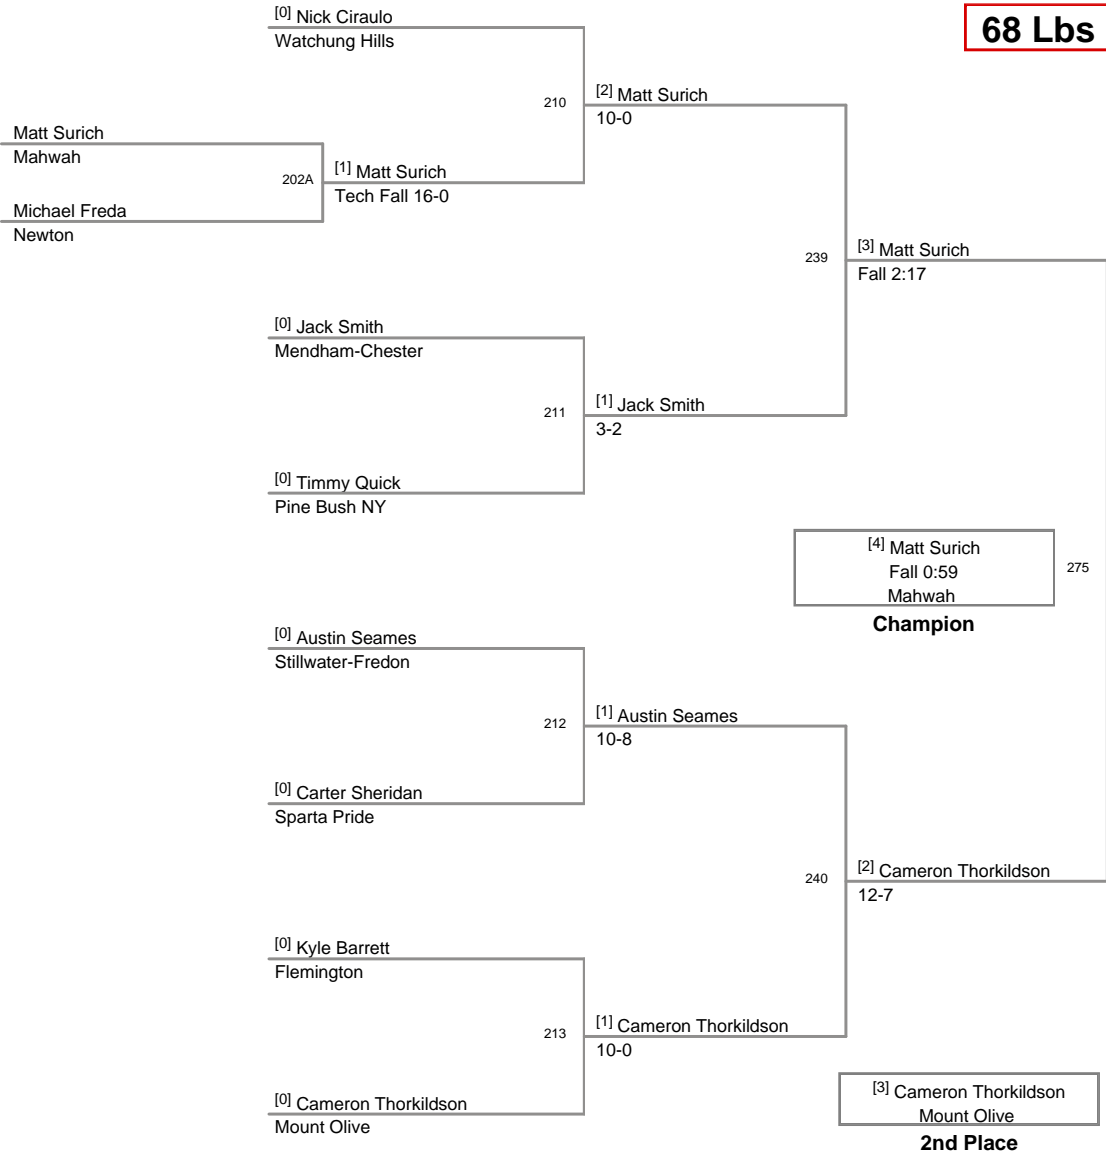 [0] Nick Ciraulo
68 Lbs
Watchung Hills
[2] Matt Surich
210
10-0
Matt Surich
Mahwah
[1] Matt Surich
202A
Tech Fall 16-0
Michael Freda
Newton
[3] Matt Surich
239
Fall 2:17
[0] Jack Smith
Mendham-Chester
[1] Jack Smith
211
3-2
[0] Timmy Quick
Pine Bush NY
[4] Matt Surich
Fall 0:59
275
Mahwah
Champion
[0] Austin Seames
Stillwater-Fredon
[1] Austin Seames
212
10-8
[0] Carter Sheridan
Sparta Pride
[2] Cameron Thorkildson
240
12-7
[0] Kyle Barrett
Flemington
[1] Cameron Thorkildson
213
10-0
[0] Cameron Thorkildson
Mount Olive
[3] Cameron Thorkildson
Mount Olive
2nd Place